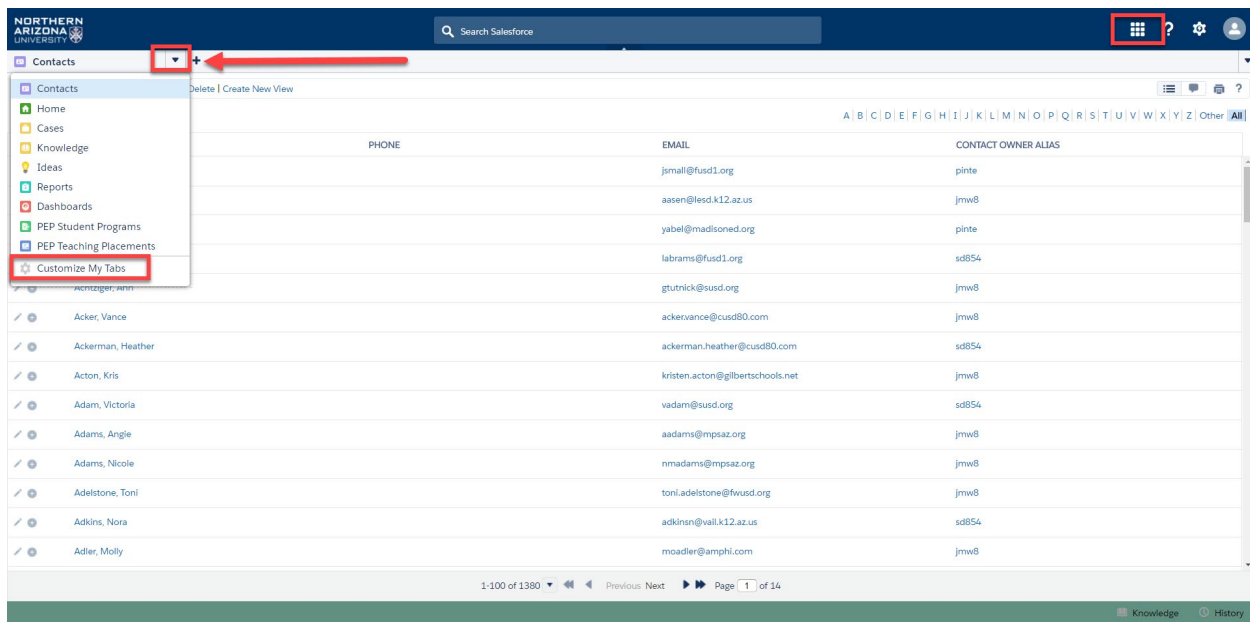 NORTHERN
ARIZONA
UNIVERSITY
Search Salesforce
?
Contacts
+
Contacts
Home
Cases
Knowledge
Ideas
Reports
Dashboards
PEP Student Programs
PEP Teaching Placements
Customize My Tabs
Delete | Create New View
?
A | B | C | D | E | F | G | H | I | J | K | L | M | N | O | P | Q | R | S | T | U | V | W | X | Y | Z | Other All
PHONE EMAIL CONTACT OWNER ALIAS
jsmall@fusd1.org pinte
aasen@lesd.k12.az.us jmw8
yabel@madisoned.org pinte
labrams@fusd1.org sd854
Achtziger, Ann gtutnick@susd.org jmw8
Acker, Vance acker.vance@cusd80.com jmw8
Ackerman, Heather ackerman.heather@cusd80.com sd854
Acton, Kris kristen.acton@gilbertschools.net jmw8
Adam, Victoria vadam@susd.org sd854
Adams, Angie aadams@mpsaz.org jmw8
Adams, Nicole nmadams@mpsaz.org jmw8
Adelstone, Toni toni.adelstone@fwusd.org jmw8
Adkins, Nora adkinsn@vail.k12.az.us sd854
Adler, Molly moadler@amphi.com jmw8
1-100 of 1380 Previous Next Page 1 of 14
Knowledge History